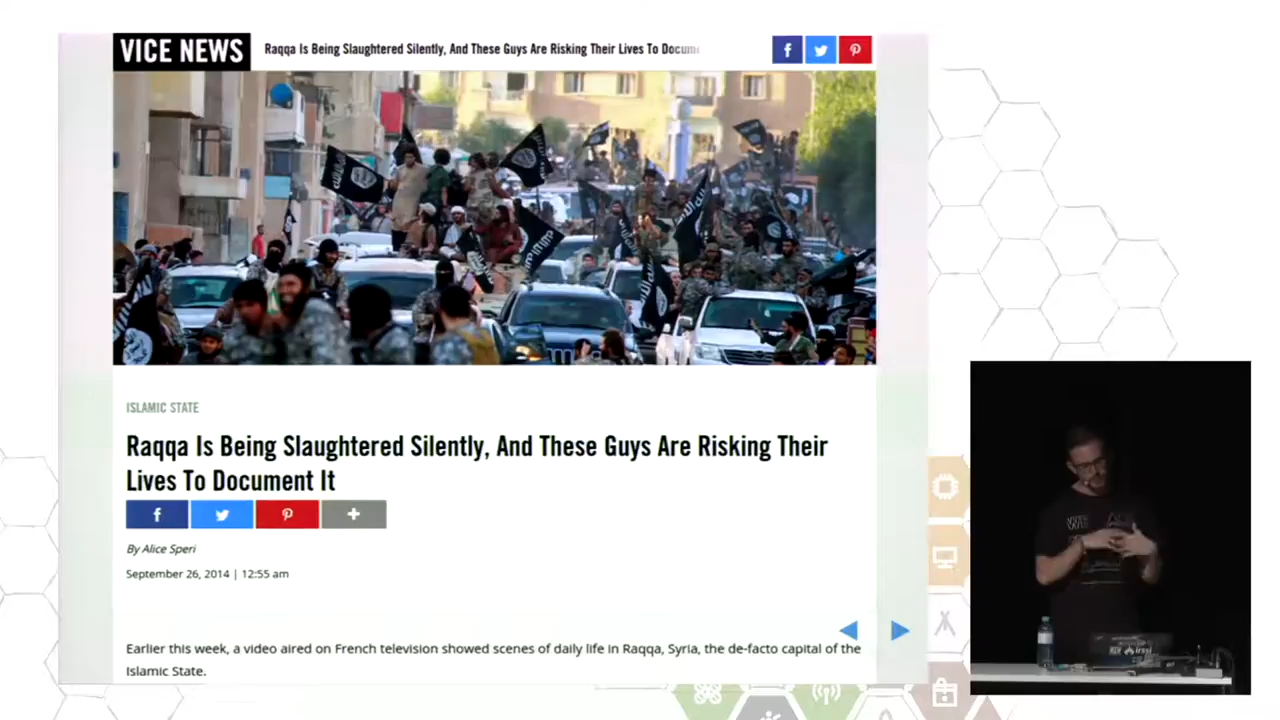 VICE NEWS
Raqqa Is Being Slaughtered Silently, And These Guys Are Risking Their Lives To Docum
ISLAMIC STATE
Raqqa Is Being Slaughtered Silently, And These Guys Are Risking Their
Lives To Document It
By Alice Speri
September 26, 2014 | 12:55 am
Earlier this week, a video aired on French television showed scenes of daily life in Raqqa, Syria, the de-facto capital of the
Islamic State.